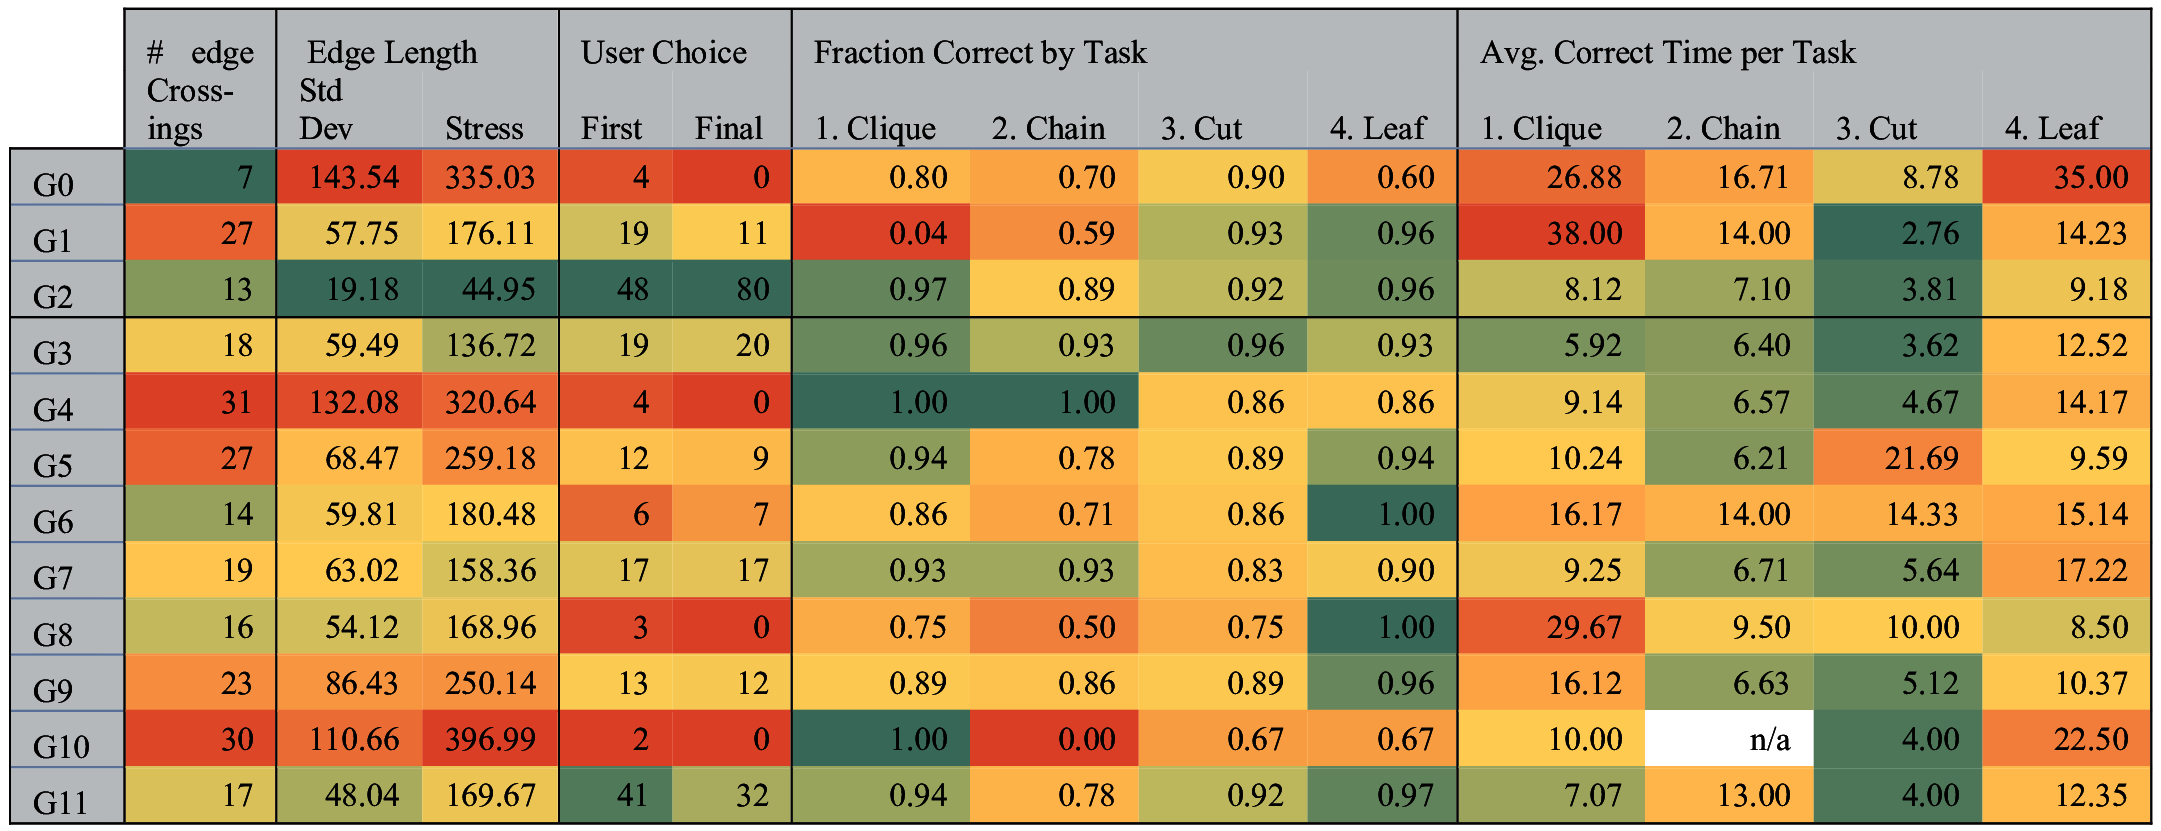 # edge Edge Length User Choice Fraction Correct by Task Avg. Correct Time per Task
Cross- Std
ings Dev Stress First Final 1. Clique 2. Chain 3. Cut 4. Leaf 1. Clique 2. Chain 3. Cut 4. Leaf
G0 7 143.54 335.03 4 0 0.80 0.70 0.90 0.60 26.88 16.71 8.78 35.00
G1 27 57.75 176.11 19 11 0.04 0.59 0.93 0.96 38.00 14.00 2.76 14.23
G2 13 19.18 44.95 48 80 0.97 0.89 0.92 0.96 8.12 7.10 3.81 9.18
G3 18 59.49 136.72 19 20 0.96 0.93 0.96 0.93 5.92 6.40 3.62 12.52
G4 31 132.08 320.64 4 0 1.00 1.00 0.86 0.86 9.14 6.57 4.67 14.17
G5 27 68.47 259.18 12 9 0.94 0.78 0.89 0.94 10.24 6.21 21.69 9.59
G6 14 59.81 180.48 6 7 0.86 0.71 0.86 1.00 16.17 14.00 14.33 15.14
G7 19 63.02 158.36 17 17 0.93 0.93 0.83 0.90 9.25 6.71 5.64 17.22
G8 16 54.12 168.96 3 0 0.75 0.50 0.75 1.00 29.67 9.50 10.00 8.50
G9 23 86.43 250.14 13 12 0.89 0.86 0.89 0.96 16.12 6.63 5.12 10.37
G10 30 110.66 396.99 2 0 1.00 0.00 0.67 0.67 10.00 n/a 4.00 22.50
G11 17 48.04 169.67 41 32 0.94 0.78 0.92 0.97 7.07 13.00 4.00 12.35